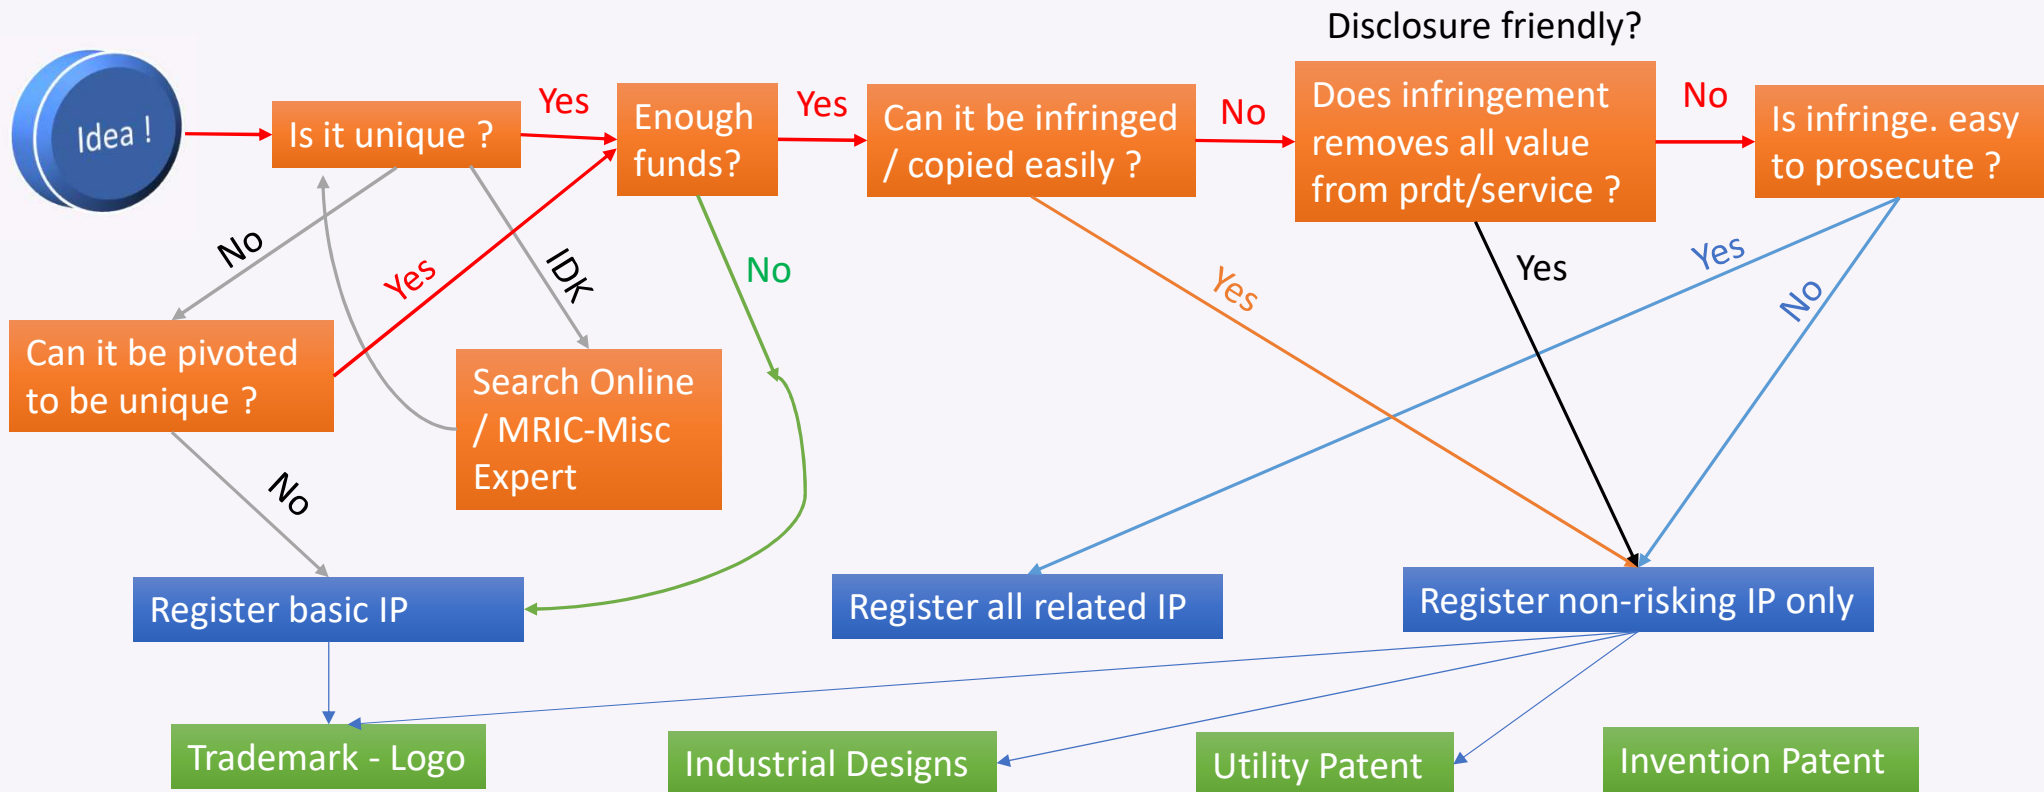 Disclosure friendly?
Idea !
Is it unique ?
Yes
Enough
funds?
Yes
Can it be infringed
/ copied easily ?
No
Does infringement
removes all value
from prdt/service ?
No
Is infringe. easy
to prosecute ?
No
Yes
IDK
No
Yes
Yes
Yes
No
Can it be pivoted
to be unique ?
Search Online
/ MRIC-Misc
Expert
No
Register basic IP
Register all related IP
Register non-risking IP only
Trademark - Logo
Industrial Designs
Utility Patent
Invention Patent